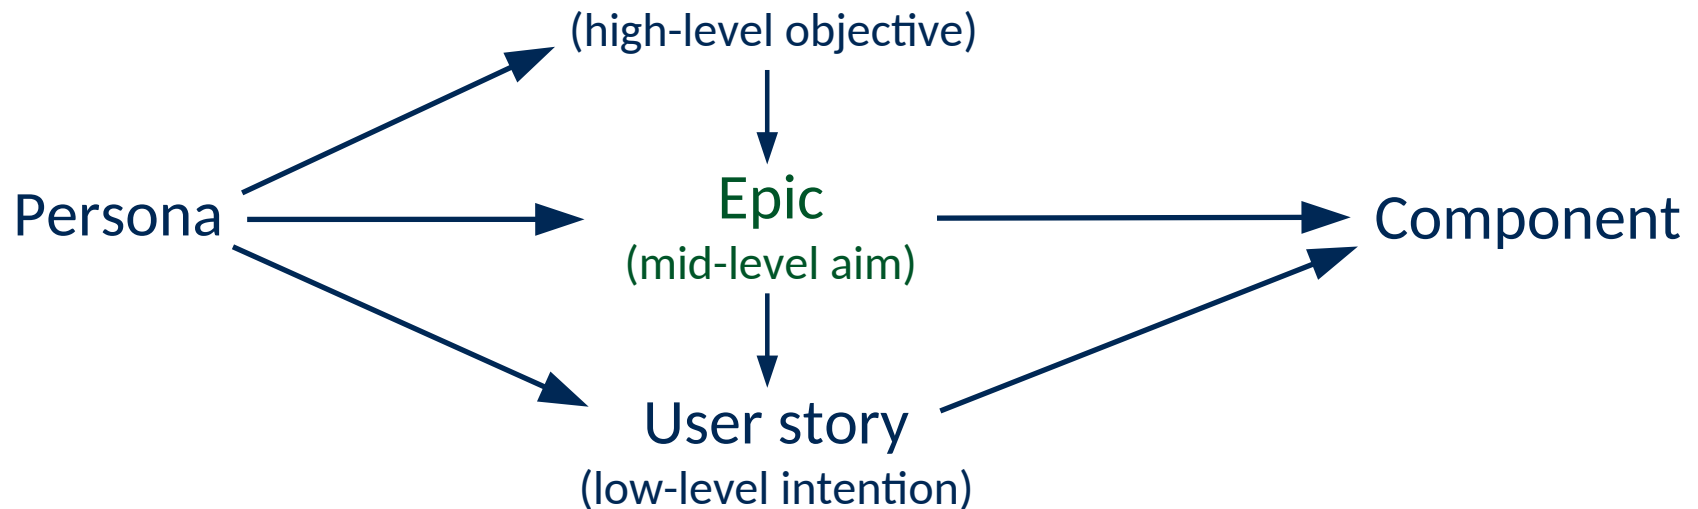 (high-level objective)
Persona
Epic
(mid-level aim)
Component
User story
(low-level intention)